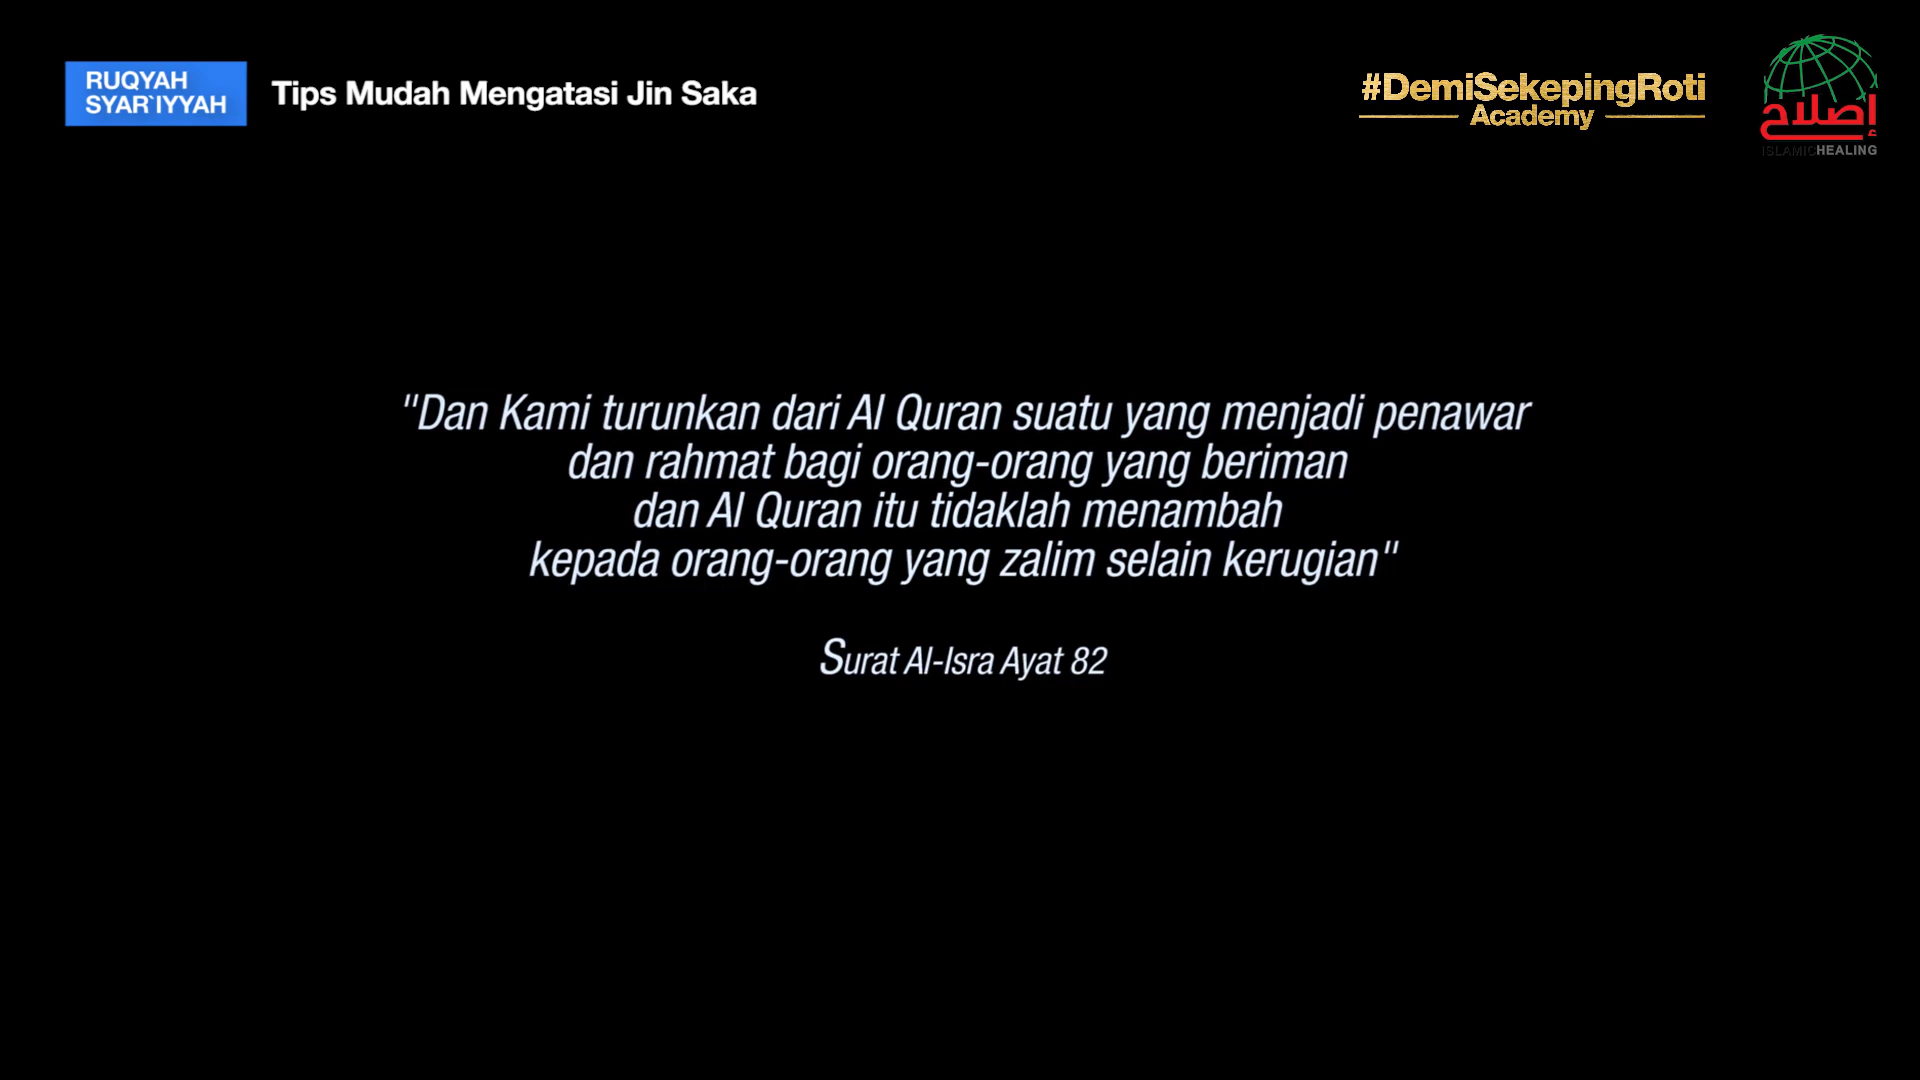 RUQYAH
SYAR`IYYAH
Tips Mudah Mengatasi Jin Saka
#DemiSekepingRoti
Academy
إصلاح
ISLAMICHEALING
"Dan Kami turunkan dari Al Quran suatu yang menjadi penawar
dan rahmat bagi orang-orang yang beriman
dan Al Quran itu tidaklah menambah
kepada orang-orang yang zalim selain kerugian"
Surat Al-Isra Ayat 82